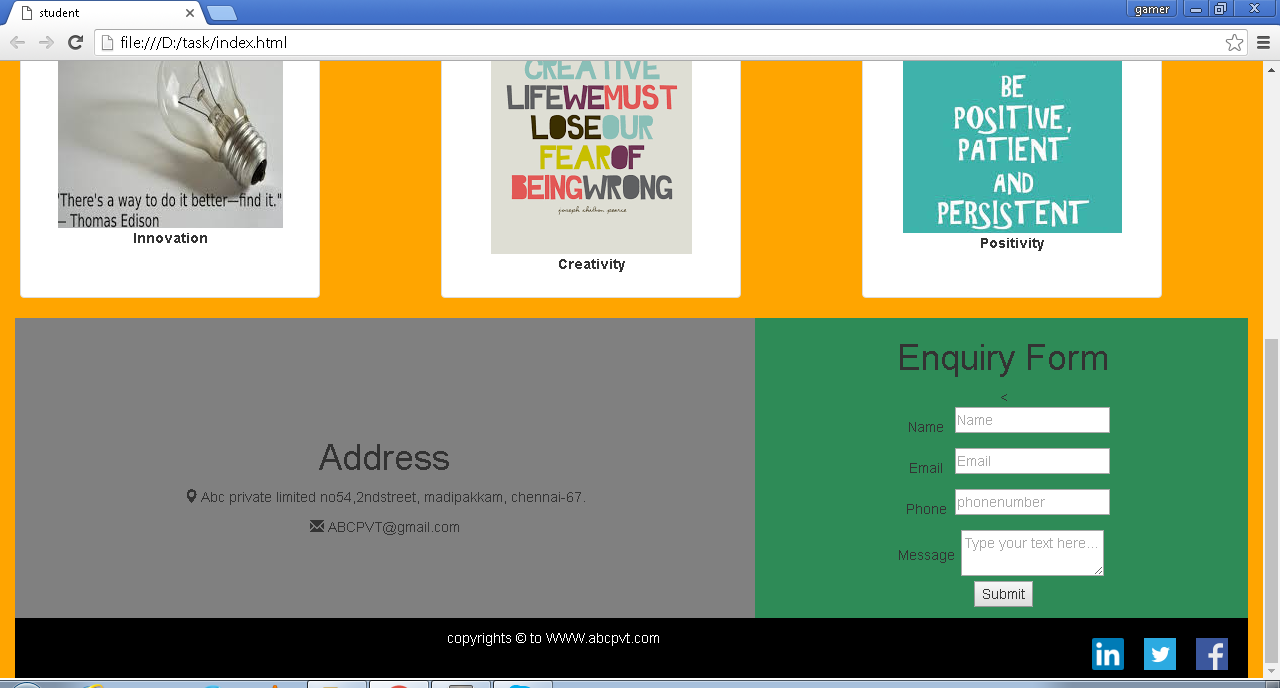 student
gamer
file:///D:/task/index.html
"There's a way to do it better—find it."
— Thomas Edison
Innovation
CREATIVE
LIFE WE MUST
LOSE OUR
FEAR OF
BEING WRONG
joseph chilton pearce
Creativity
BE
POSITIVE,
PATIENT
AND
PERSISTENT
Positivity
Address
Abc private limited no54,2ndstreet, madipakkam, chennai-67.
ABCPVT@gmail.com
Enquiry Form
<
Name Name
Email Email
Phone phonenumber
Message Type your text here...
Submit
copyrights © to WWW.abcpvt.com
in
f